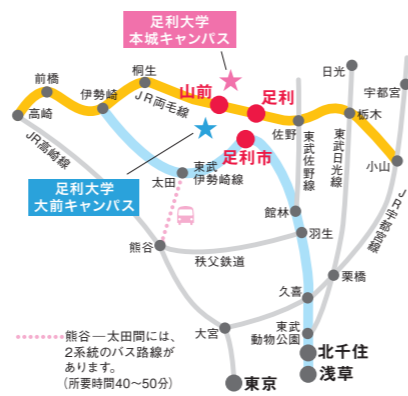 足利大学
本城キャンパス
日光
宇都宮
桐生
前橋
伊勢崎
山前
JR両毛線
足利
栃木
高崎
佐野
JR高崎線
足利市
東武佐野線
東武日光線
小山
足利大学
大前キャンパス
太田
東武
伊勢崎線
JR宇都宮線
館林
羽生
熊谷
秩父鉄道
栗橋
久喜
大宮
東武
動物公園
熊谷―太田間には、
2系統のバス路線が
あります。
(所要時間40〜50分)
北千住
東京
浅草